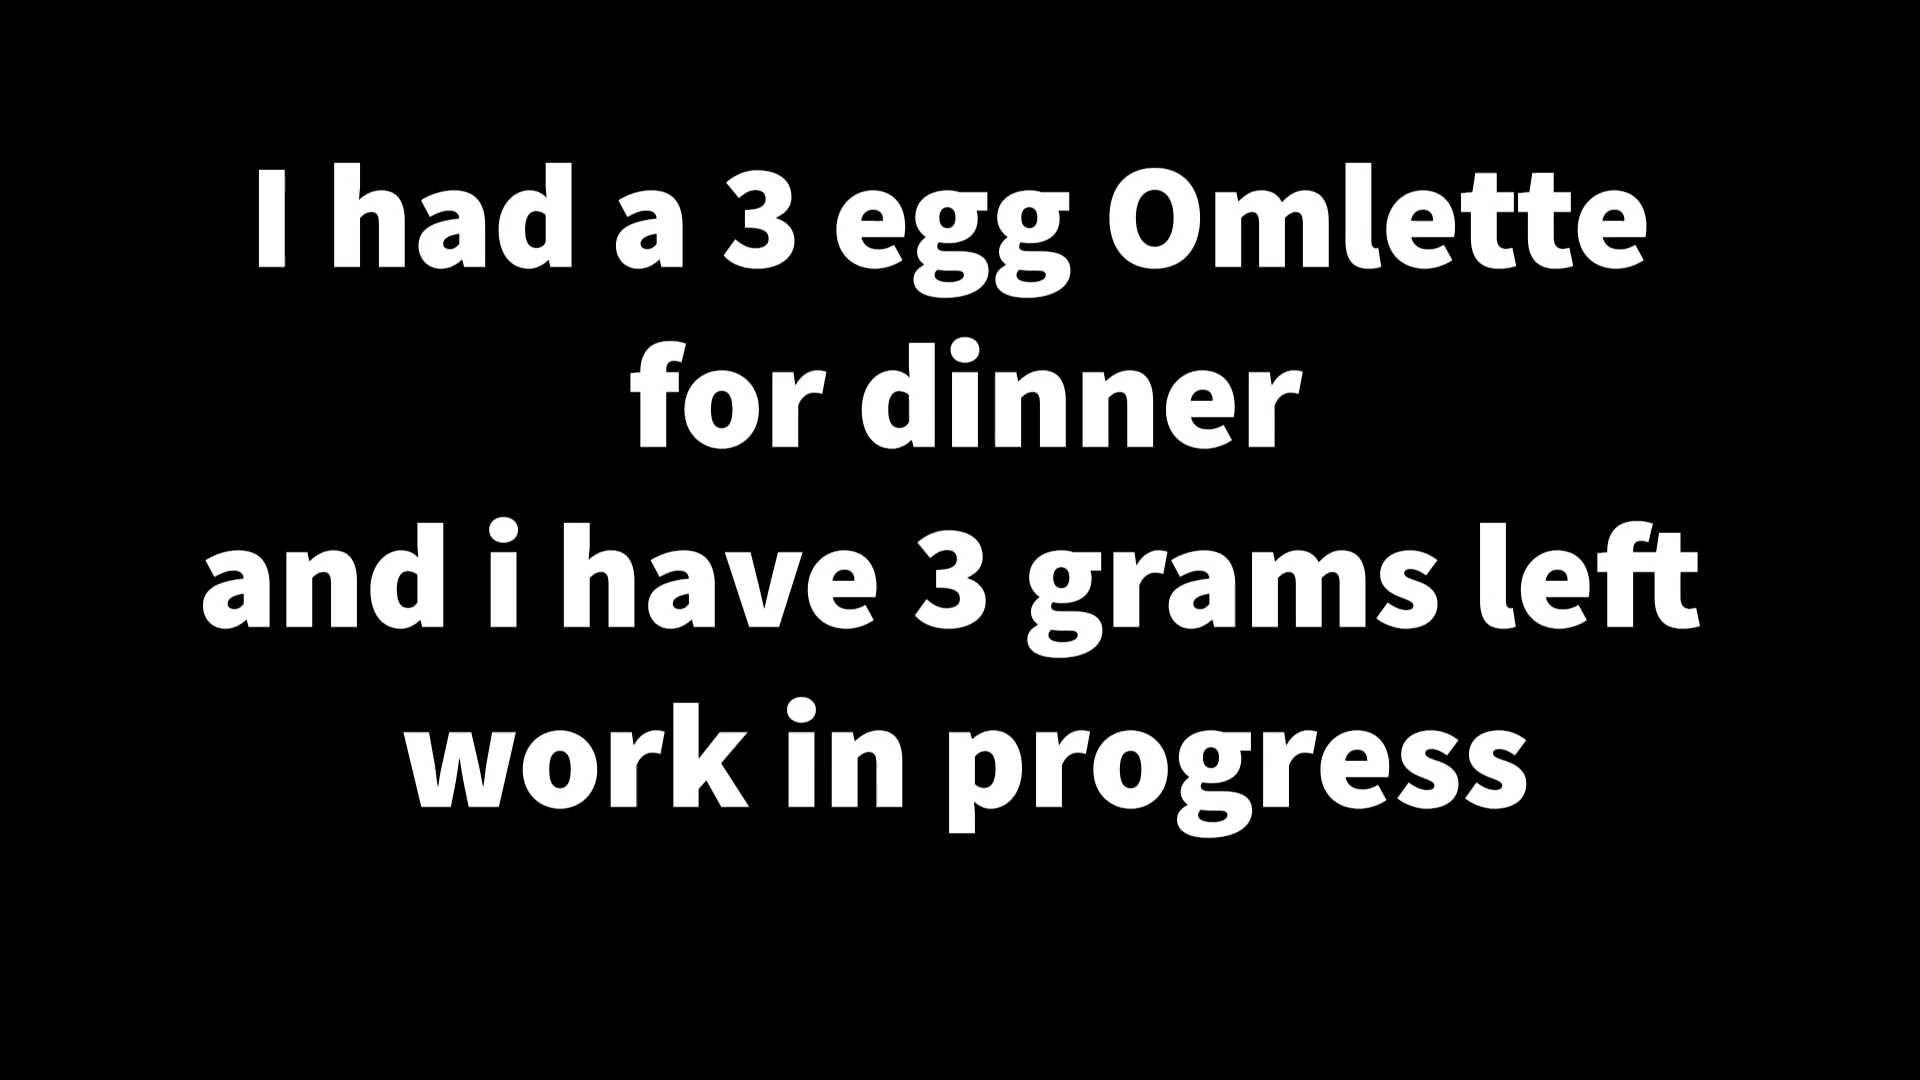 I had a 3 egg Omlette
for dinner
and i have 3 grams left
work in progress